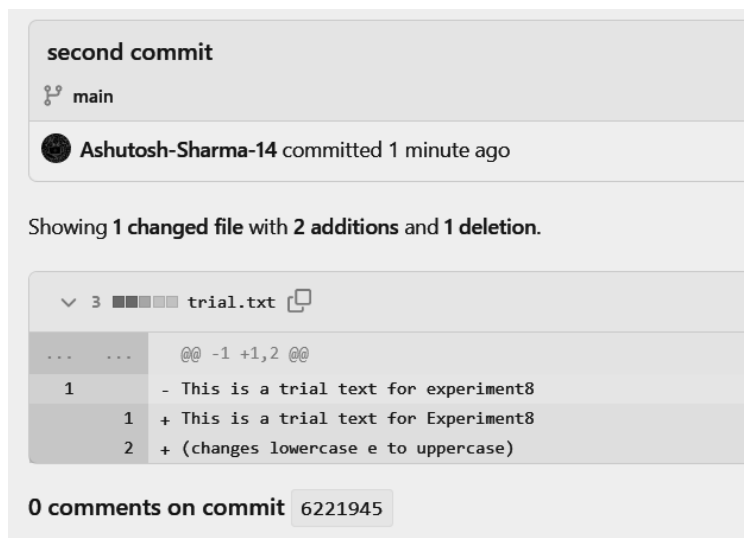 second commit
main
Ashutosh-Sharma-14 committed 1 minute ago
Showing 1 changed file with 2 additions and 1 deletion.
3 trial.txt
... ... @@ -1 +1,2 @@
1 - This is a trial text for experiment8
1 + This is a trial text for Experiment8
2 + (changes lowercase e to uppercase)
0 comments on commit 6221945